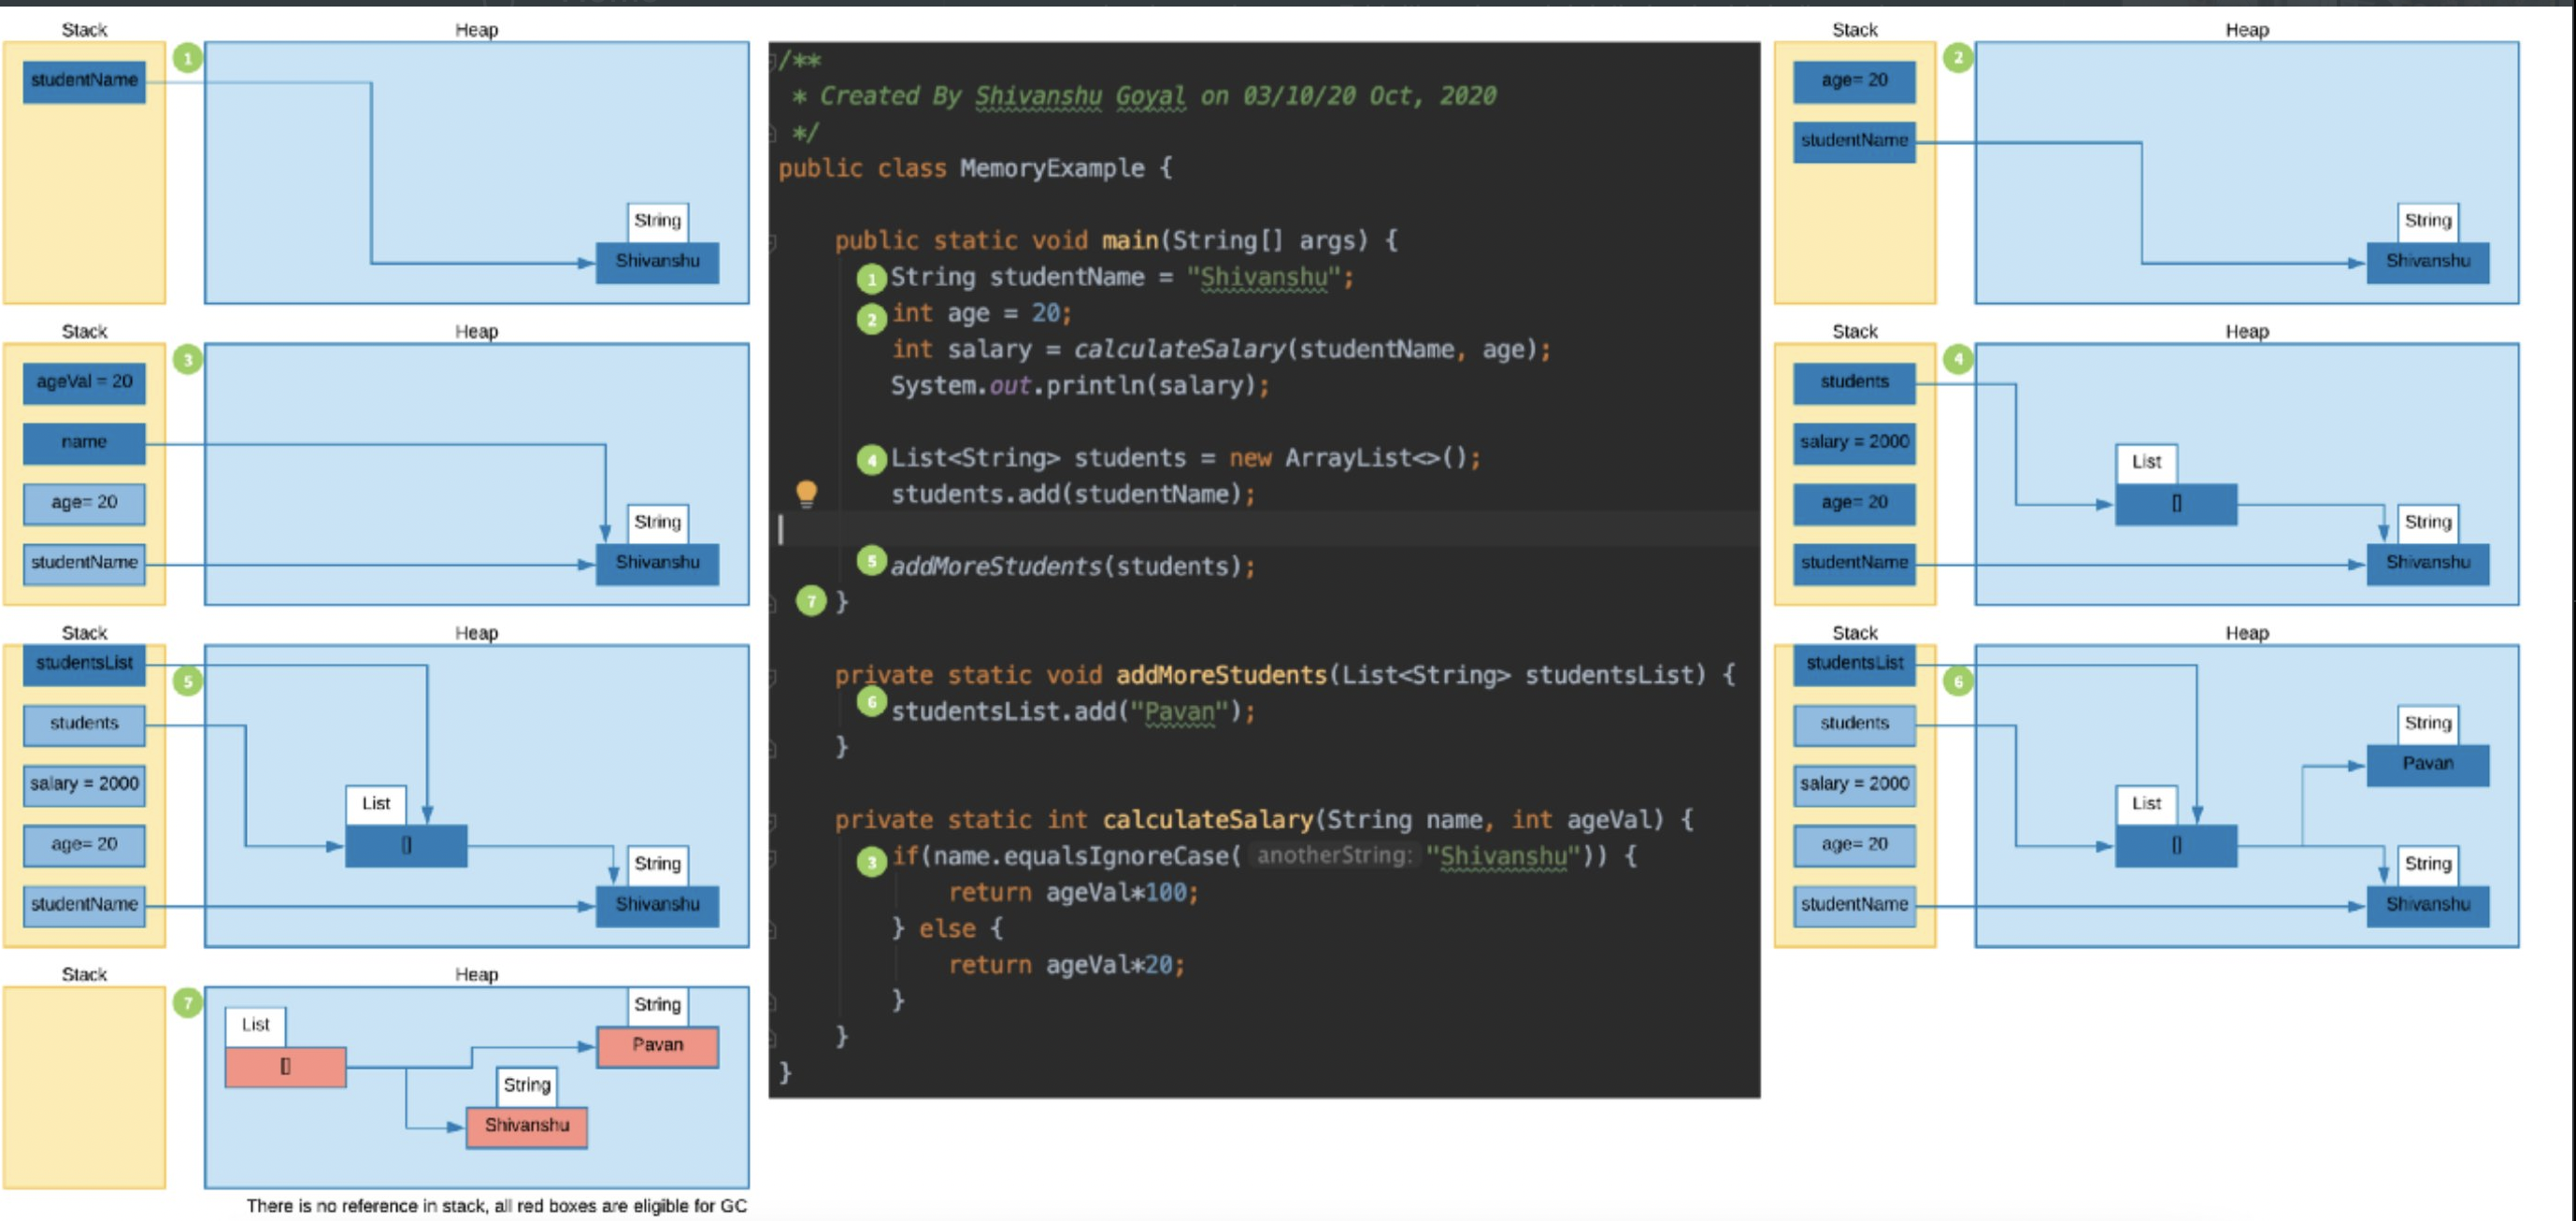 Stack
Heap
1
studentName
String
Shivanshu
Stack
Heap
3
ageVal = 20
name
age= 20
studentName
String
Shivanshu
Stack
Heap
5
studentsList
students
salary = 2000
age= 20
studentName
List
[]
String
Shivanshu
Stack
Heap
7
List
[]
String
Pavan
String
Shivanshu
There is no reference in stack, all red boxes are eligible for GC
/**
* Created By Shivanshu Goyal on 03/10/20 Oct, 2020
*/
public class MemoryExample {
public static void main(String[] args) {
1 String studentName = "Shivanshu";
2 int age = 20;
int salary = calculateSalary(studentName, age);
System.out.println(salary);
4 List<String> students = new ArrayList<>();
students.add(studentName);
5 addMoreStudents(students);
7 }
private static void addMoreStudents(List<String> studentsList) {
6 studentsList.add("Pavan");
}
private static int calculateSalary(String name, int ageVal) {
3 if(name.equalsIgnoreCase( anotherString: "Shivanshu")) {
return ageVal*100;
} else {
return ageVal*20;
}
}
}
Stack
Heap
2
age= 20
studentName
String
Shivanshu
Stack
Heap
4
students
salary = 2000
age= 20
studentName
List
[]
String
Shivanshu
Stack
Heap
6
studentsList
students
salary = 2000
age= 20
studentName
List
[]
String
Pavan
String
Shivanshu